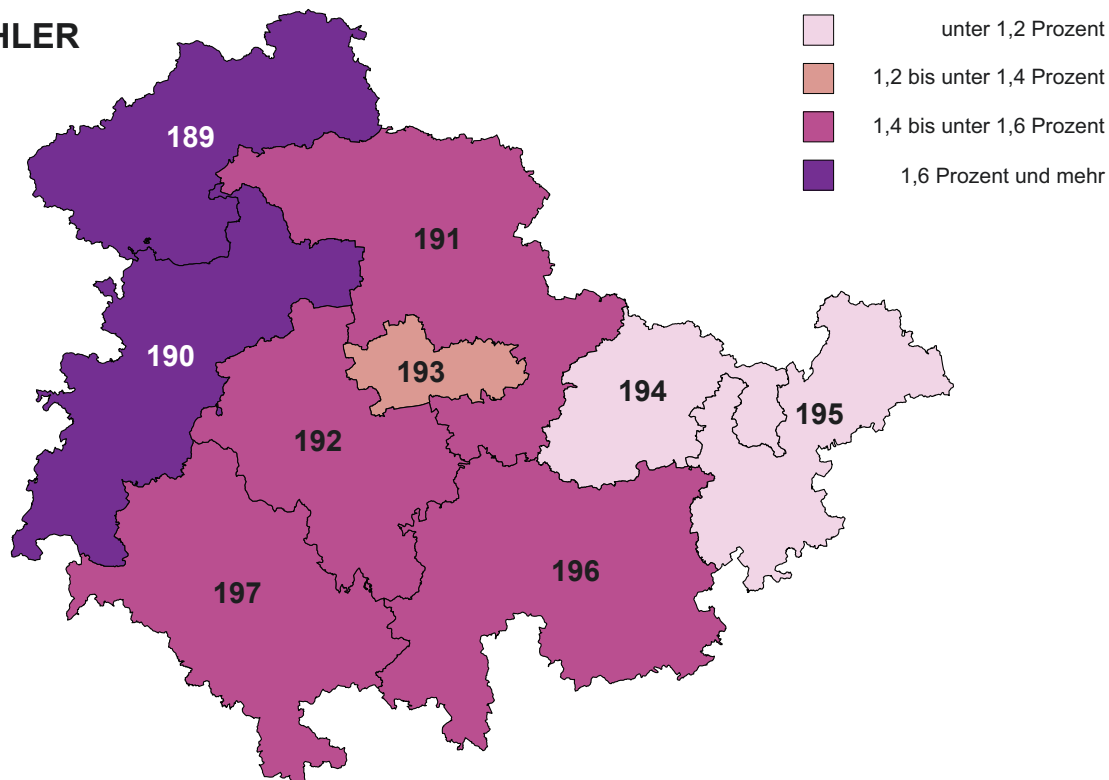 HLER
unter 1,2 Prozent
1,2 bis unter 1,4 Prozent
1,4 bis unter 1,6 Prozent
1,6 Prozent und mehr
189
191
190
193
194
195
192
196
197